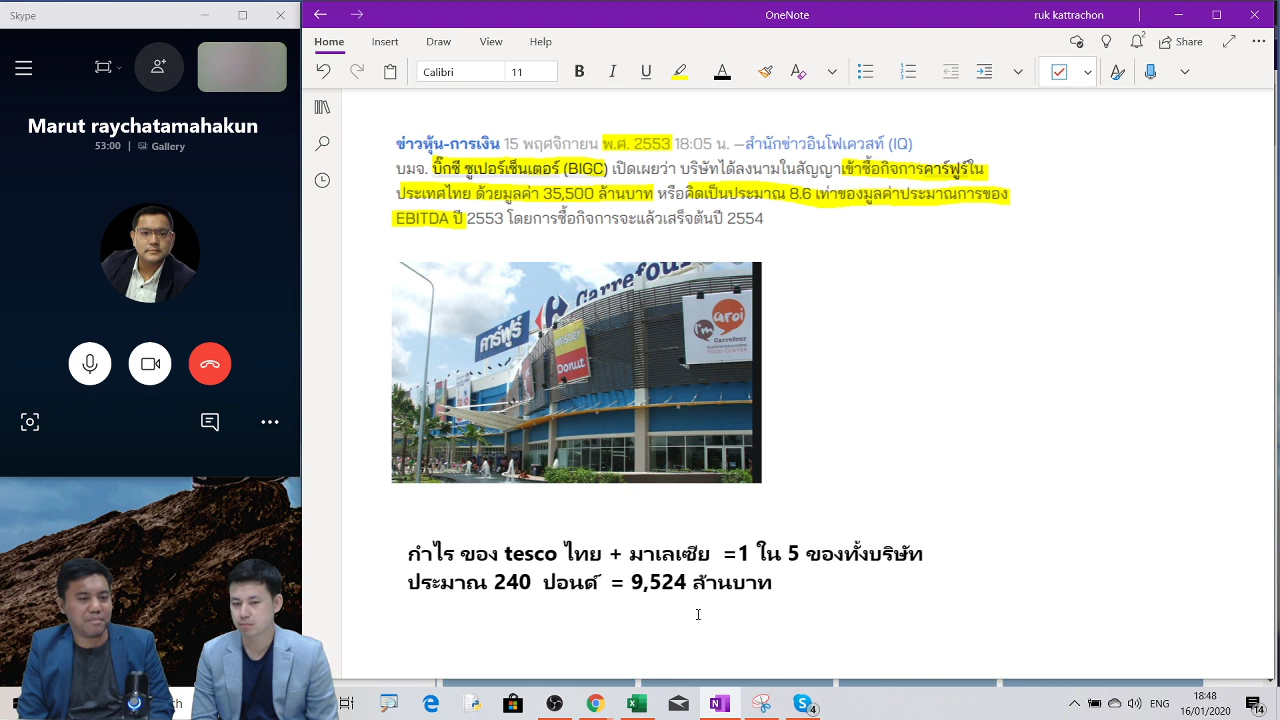 Skype
OneNote
ruk kattrachon
Home Insert Draw View Help
2
Share
Calibri
11
Marut raychatamahakun
53:00 | Gallery
ข่าวหุ้น-การเงิน 15 พฤศจิกายน พ.ศ. 2553 18:05 น. —สำนักข่าวอินโฟเควสท์ (IQ)
บมจ. บิ๊กซี ซูเปอร์เซ็นเตอร์ (BIGC) เปิดเผยว่า บริษัทได้ลงนามในสัญญาเข้าซื้อกิจการคาร์ฟูร์ใน
ประเทศไทย ด้วยมูลค่า 35,500 ล้านบาท หรือคิดเป็นประมาณ 8.6 เท่าของมูลค่าประมาณการของ
EBITDA ปี 2553 โดยการซื้อกิจการจะแล้วเสร็จต้นปี 2554
Carrefour
คาร์ฟูร์
mister
Donut
I'm
aroi
Carrefour
FOOD CENTER
กำไร ของ tesco ไทย + มาเลเซีย =1 ใน 5 ของทั้งบริษัท
ประมาณ 240 ปอนด์ = 9,524 ล้านบาท
4
ENG
18:48
16/01/2020
14